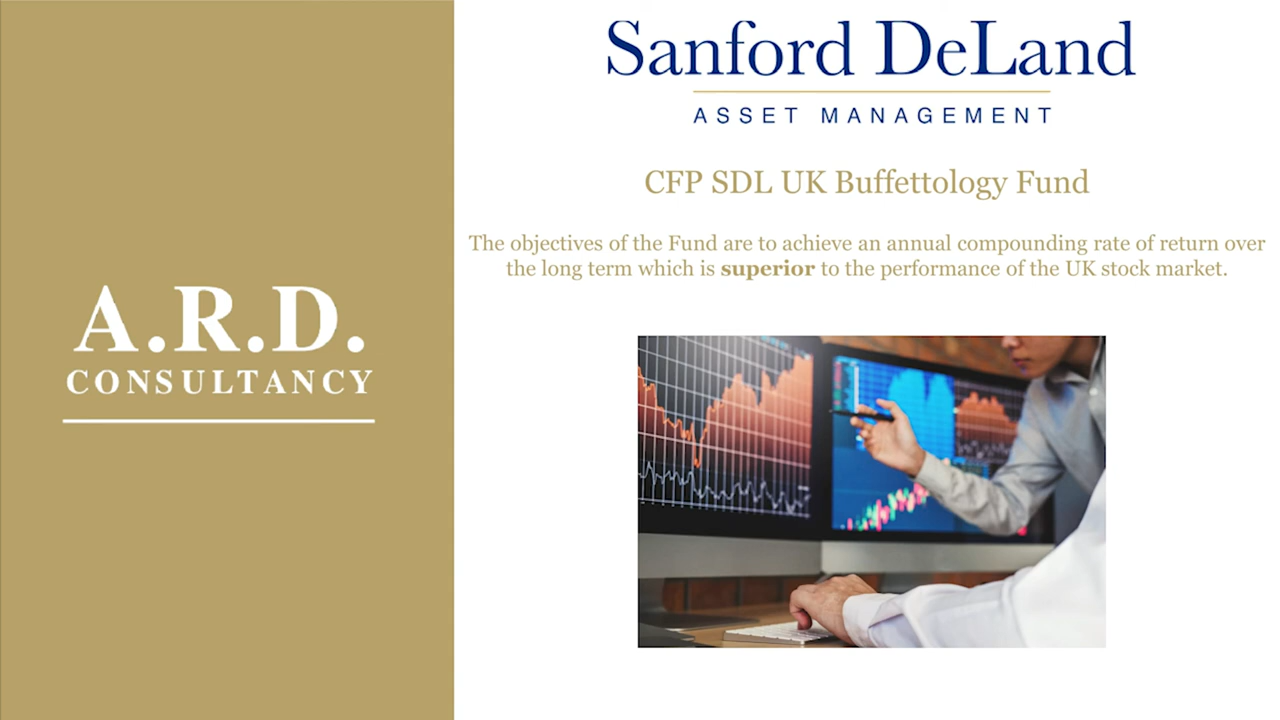 A.R.D.
CONSULTANCY
Sanford DeLand
ASSET MANAGEMENT
CFP SDL UK Buffettology Fund
The objectives of the Fund are to achieve an annual compounding rate of return over
the long term which is superior to the performance of the UK stock market.